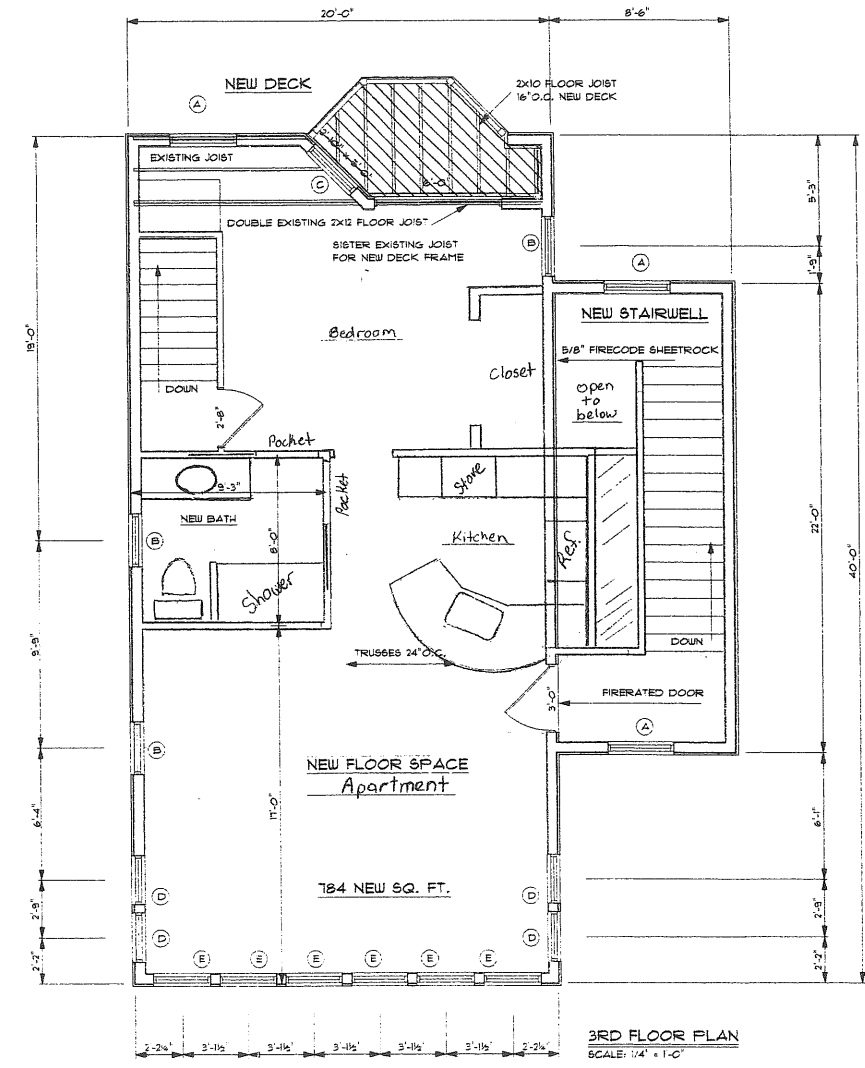 20'-0"
8'-6"
NEW DECK
2X10 FLOOR JOIST
16"O.C. NEW DECK
A
EXISTING JOIST
C
6'-0"
5'-3"
DOUBLE EXISTING 2X12 FLOOR JOIST
SISTER EXISTING JOIST
FOR NEW DECK FRAME
B
A
1'-9"
NEW STAIRWELL
Bedroom
19'-0"
5/8" FIRECODE SHEETROCK
Closet
open
to
below
DOWN
2'-8"
Pocket
Pocket
Stove
9'-3"
NEW BATH
8'-0"
B
Kitchen
Ref.
22'-0"
40'-0"
Shower
DOWN
TRUSSES 24"O.C.
9'-9"
3'-0"
FIRERATED DOOR
A
B
NEW FLOOR SPACE
Apartment
17'-0"
6'-4"
6'-1"
784 NEW SQ. FT.
D
D
2'-9"
2'-9"
D
D
E
E
E
E
E
E
2'-2"
2'-2"
3RD FLOOR PLAN
SCALE: 1/4" = 1'-0"
2'-2¼"
3'-1½"
3'-1½"
3'-1½"
3'-1½"
3'-1½"
2'-2¼"